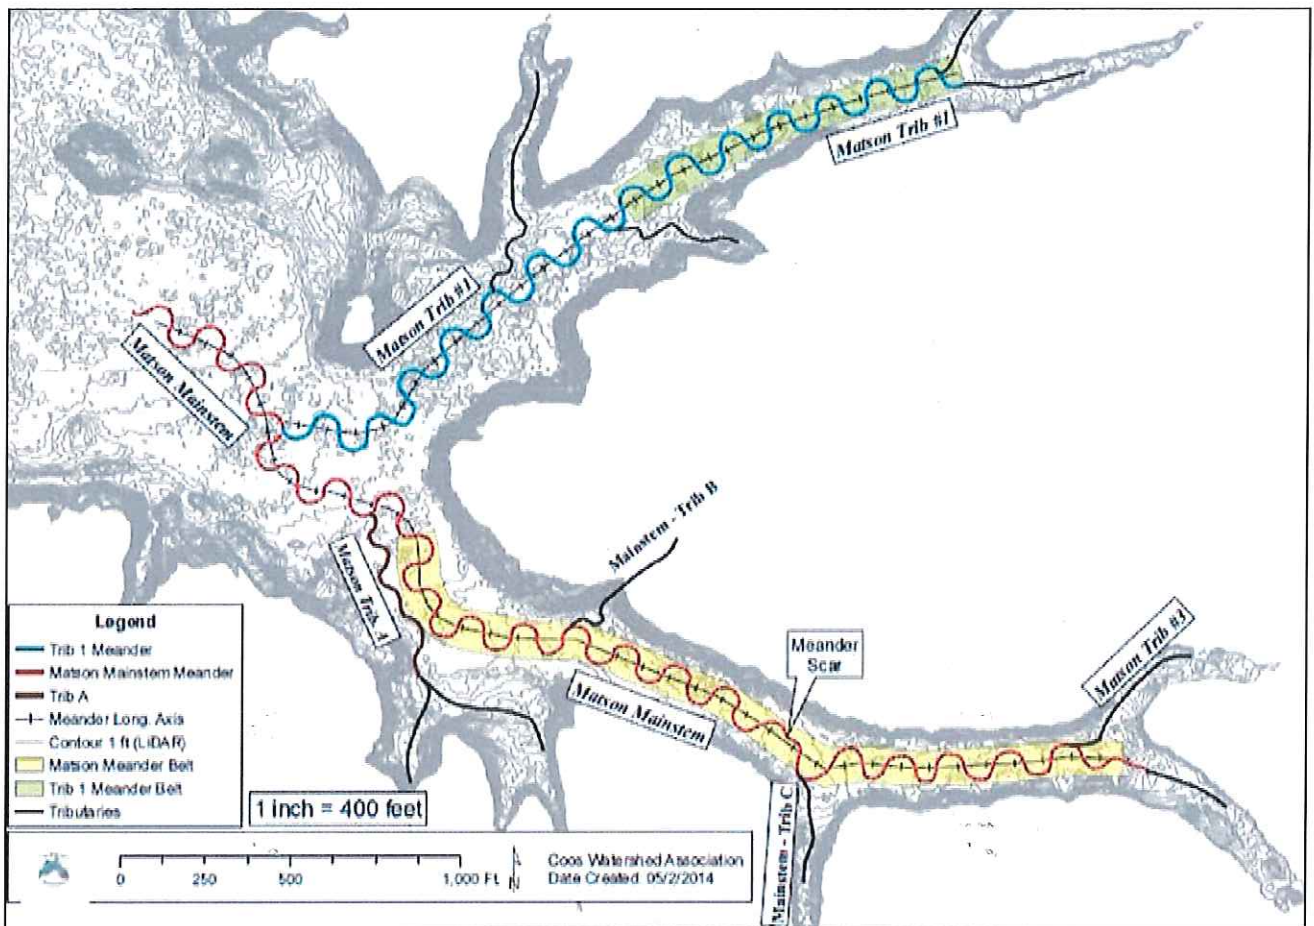 Matson Trib #1
Matson Trib #1
Matson Mainstem
Mainstem - Trib B
Matson Trib A
Meander
Scar
Matson Trib #3
Matson Mainstem
Mainstem - Trib C
Legend
Trib 1 Meander
Matson Mainstem Meander
Trib A
Meander Long. Axis
Contour 1 ft (LiDAR)
Matson Meander Belt
Trib 1 Meander Belt
Tributaries
1 inch = 400 feet
0 250 500 1,000 Ft.
N
Coos Watershed Association
Date Created: 05/2/2014